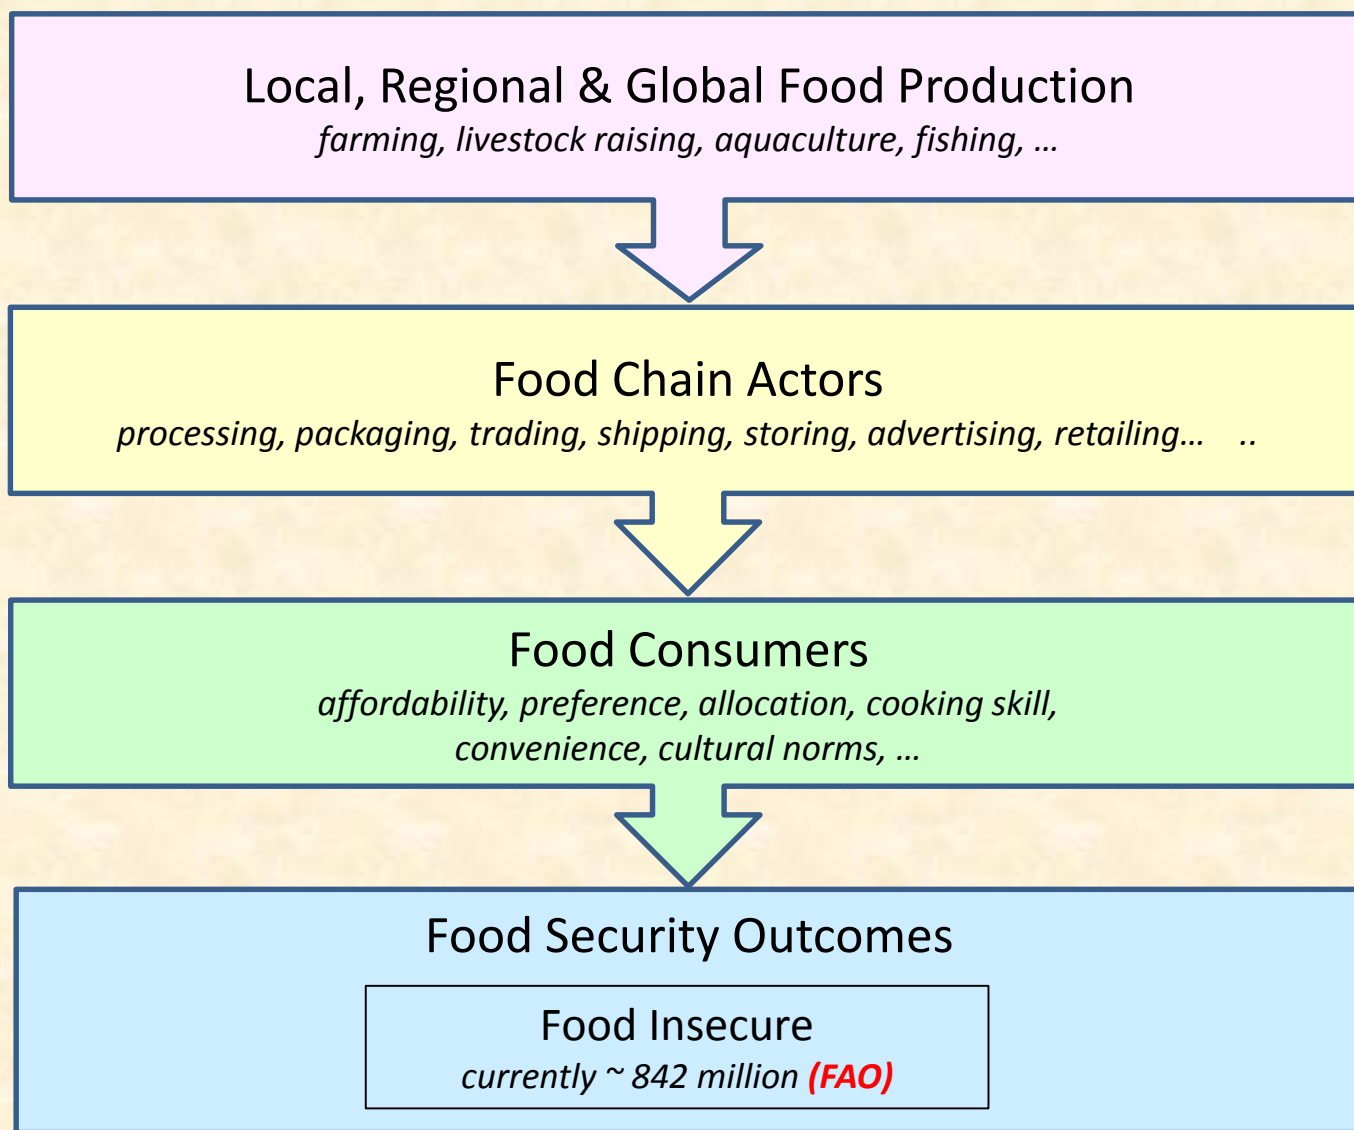 Local, Regional & Global Food Production
farming, livestock raising, aquaculture, fishing, …
Food Chain Actors
processing, packaging, trading, shipping, storing, advertising, retailing… ..
Food Consumers
affordability, preference, allocation, cooking skill,
convenience, cultural norms, …
Food Security Outcomes
Food Insecure
currently ~ 842 million (FAO)